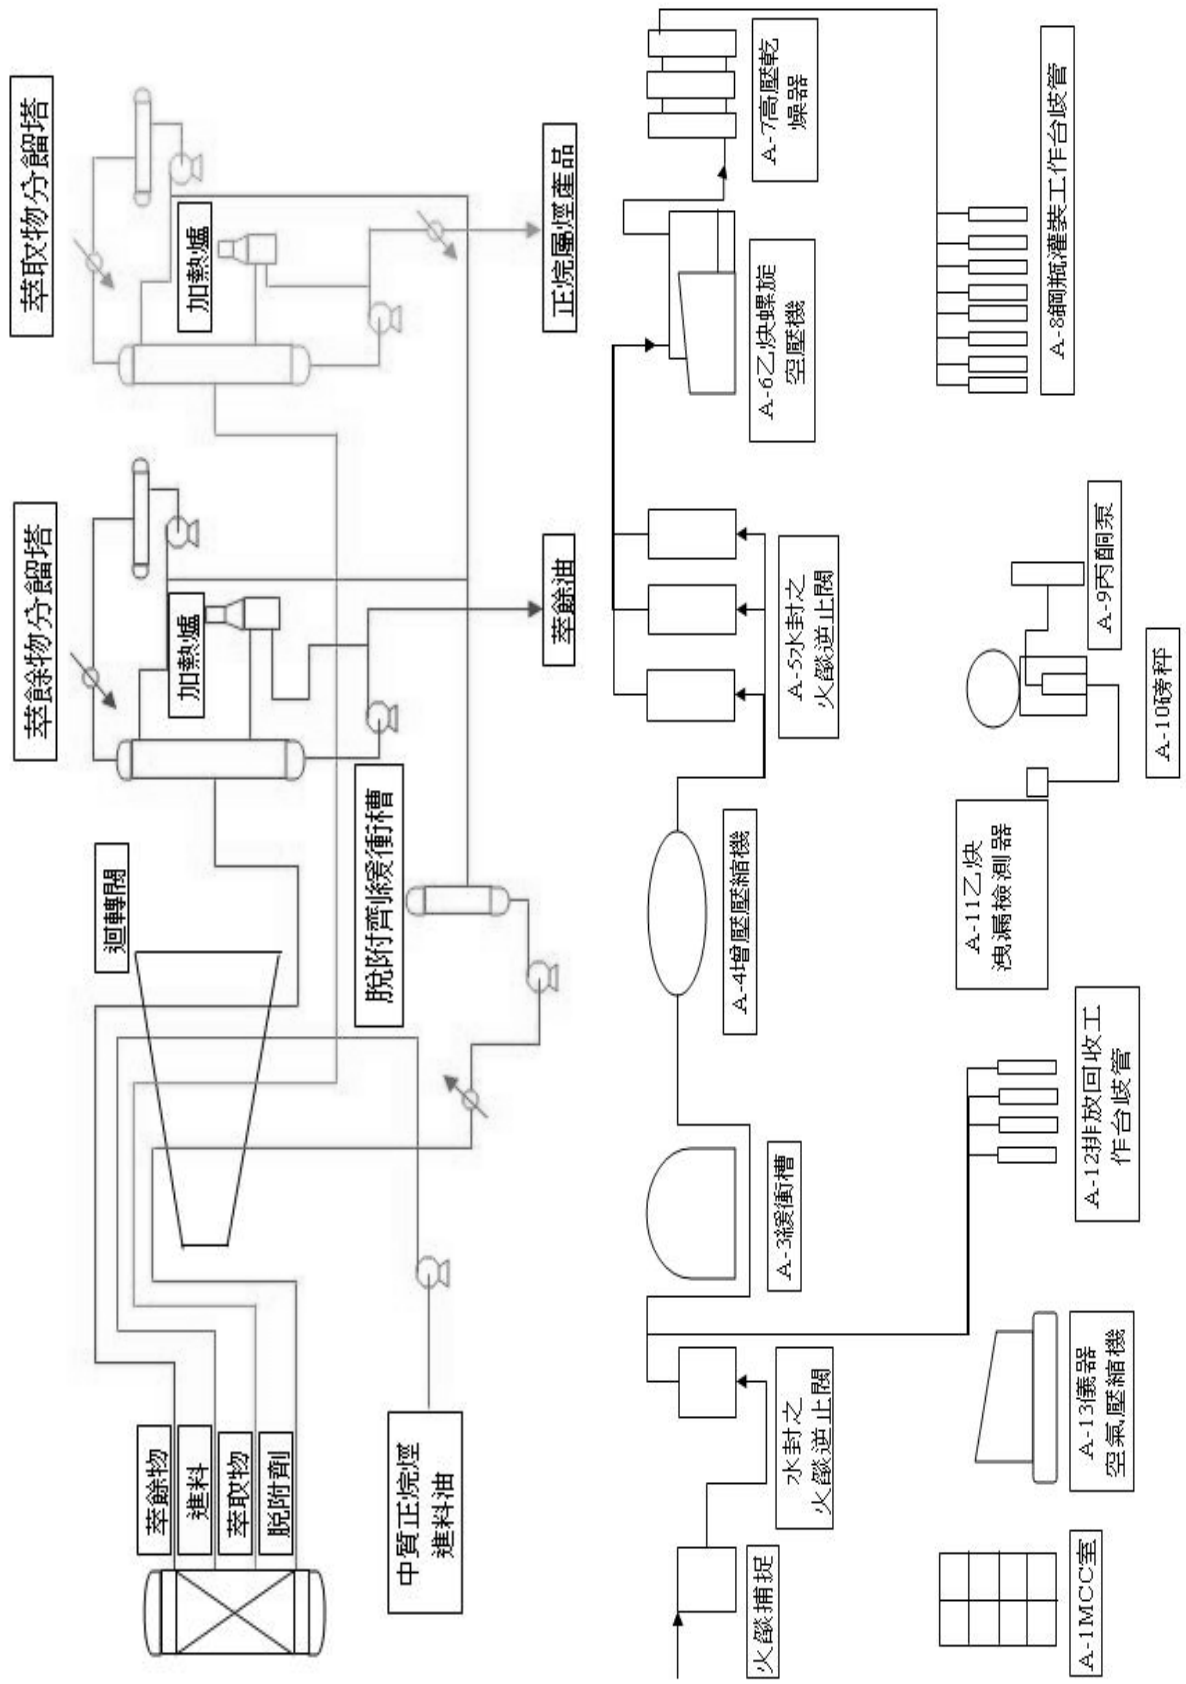 萃餘物分餾塔
萃取物分餾塔
迴轉閥
加熱爐
加熱爐
萃餘物
進料
萃取物
脫附劑
脫附劑緩衝槽
中質正烷烴
進料油
萃餘油
正烷屬烴產品
火燄捕捉
水封之
火燄逆止閥
A-3緩衝槽
A-4增壓壓縮機
A-5水封之
火燄逆止閥
A-6乙炔螺旋
空壓機
A-7高壓乾
燥器
A-1MCC室
A-13儀器
空氣壓縮機
A-12排放回收工
作台歧管
A-11乙炔
洩漏檢測器
A-10磅秤
A-9丙酮泵
A-8鋼瓶灌裝工作台歧管